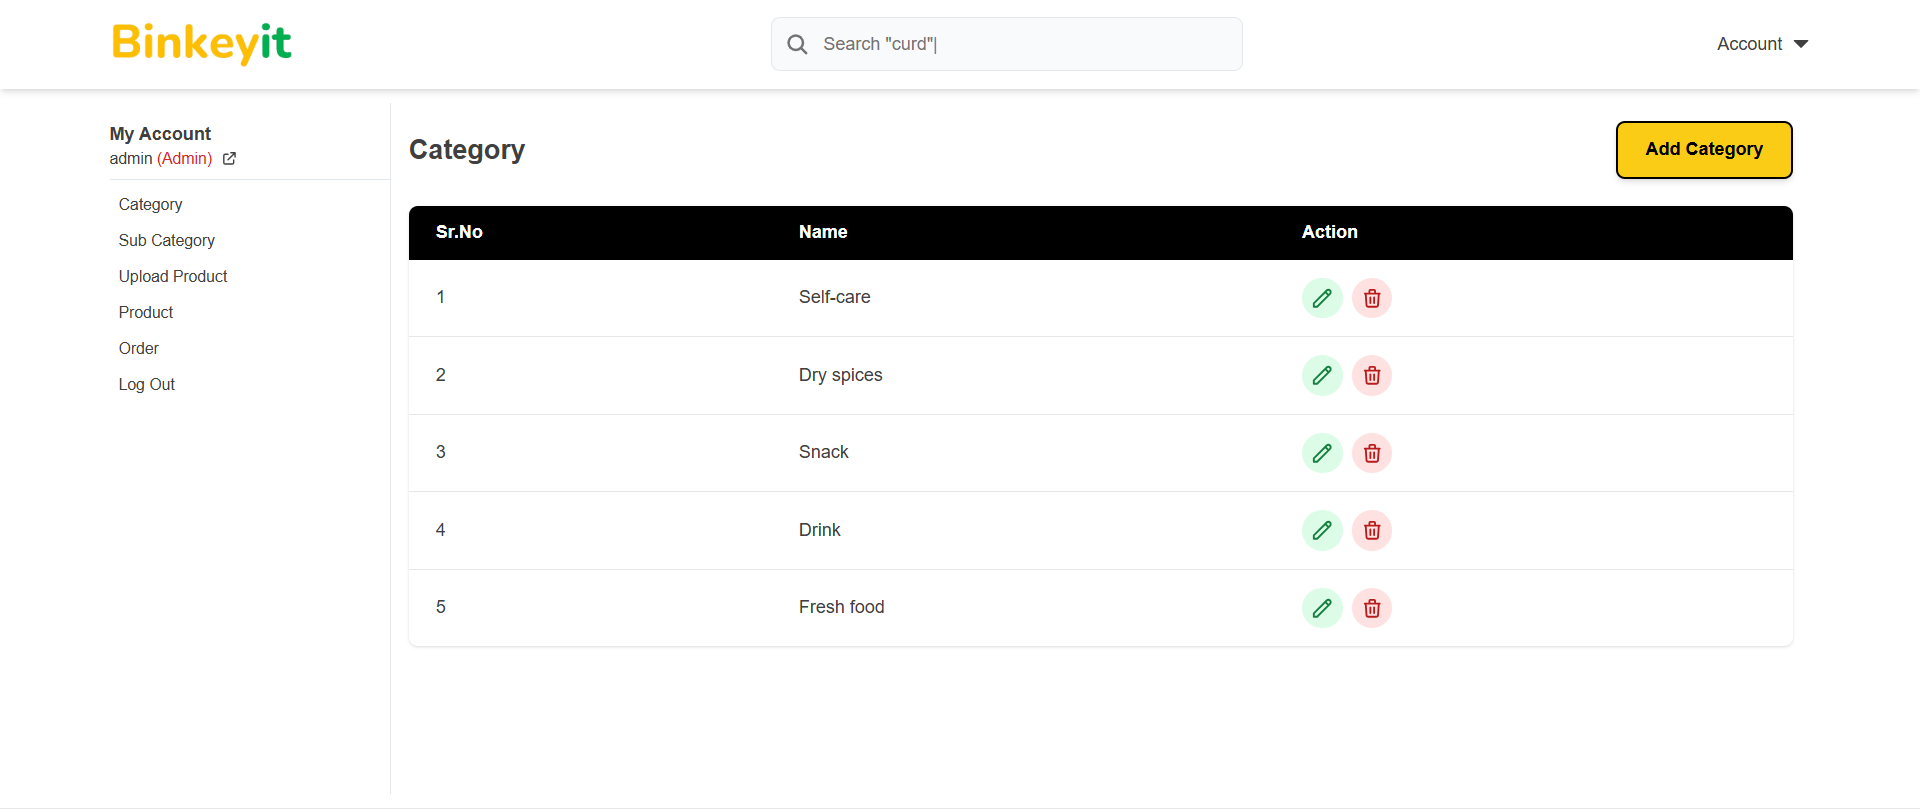 Binkeyit
Search "curd"|
Account
My Account
admin (Admin)
Category
Sub Category
Upload Product
Product
Order
Log Out
Category
Add Category
Sr.No Name Action
1 Self-care
2 Dry spices
3 Snack
4 Drink
5 Fresh food